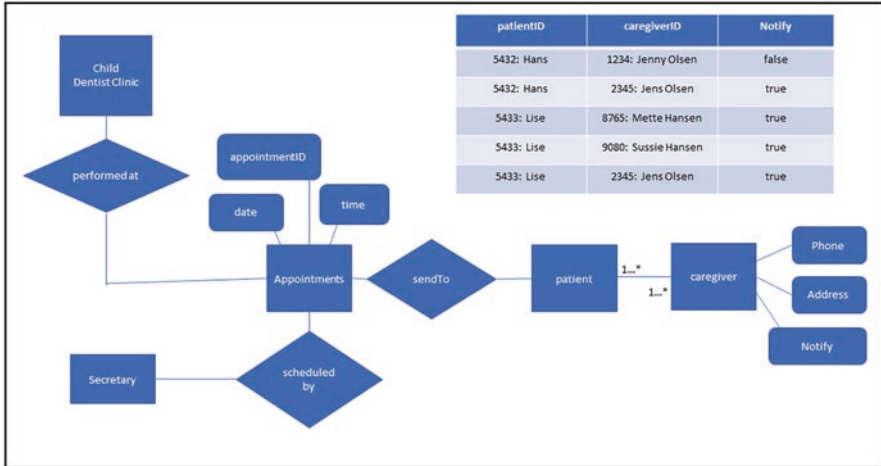 patientID caregiverID Notify
5432: Hans 1234: Jenny Olsen false
5432: Hans 2345: Jens Olsen true
5433: Lise 8765: Mette Hansen true
5433: Lise 9080: Sussie Hansen true
5433: Lise 2345: Jens Olsen true
Child
Dentist Clinic
performed at
appointmentID
date
time
Appointments
sendTo
patient
1...*
1...*
caregiver
Phone
Address
Notify
Secretary
scheduled
by